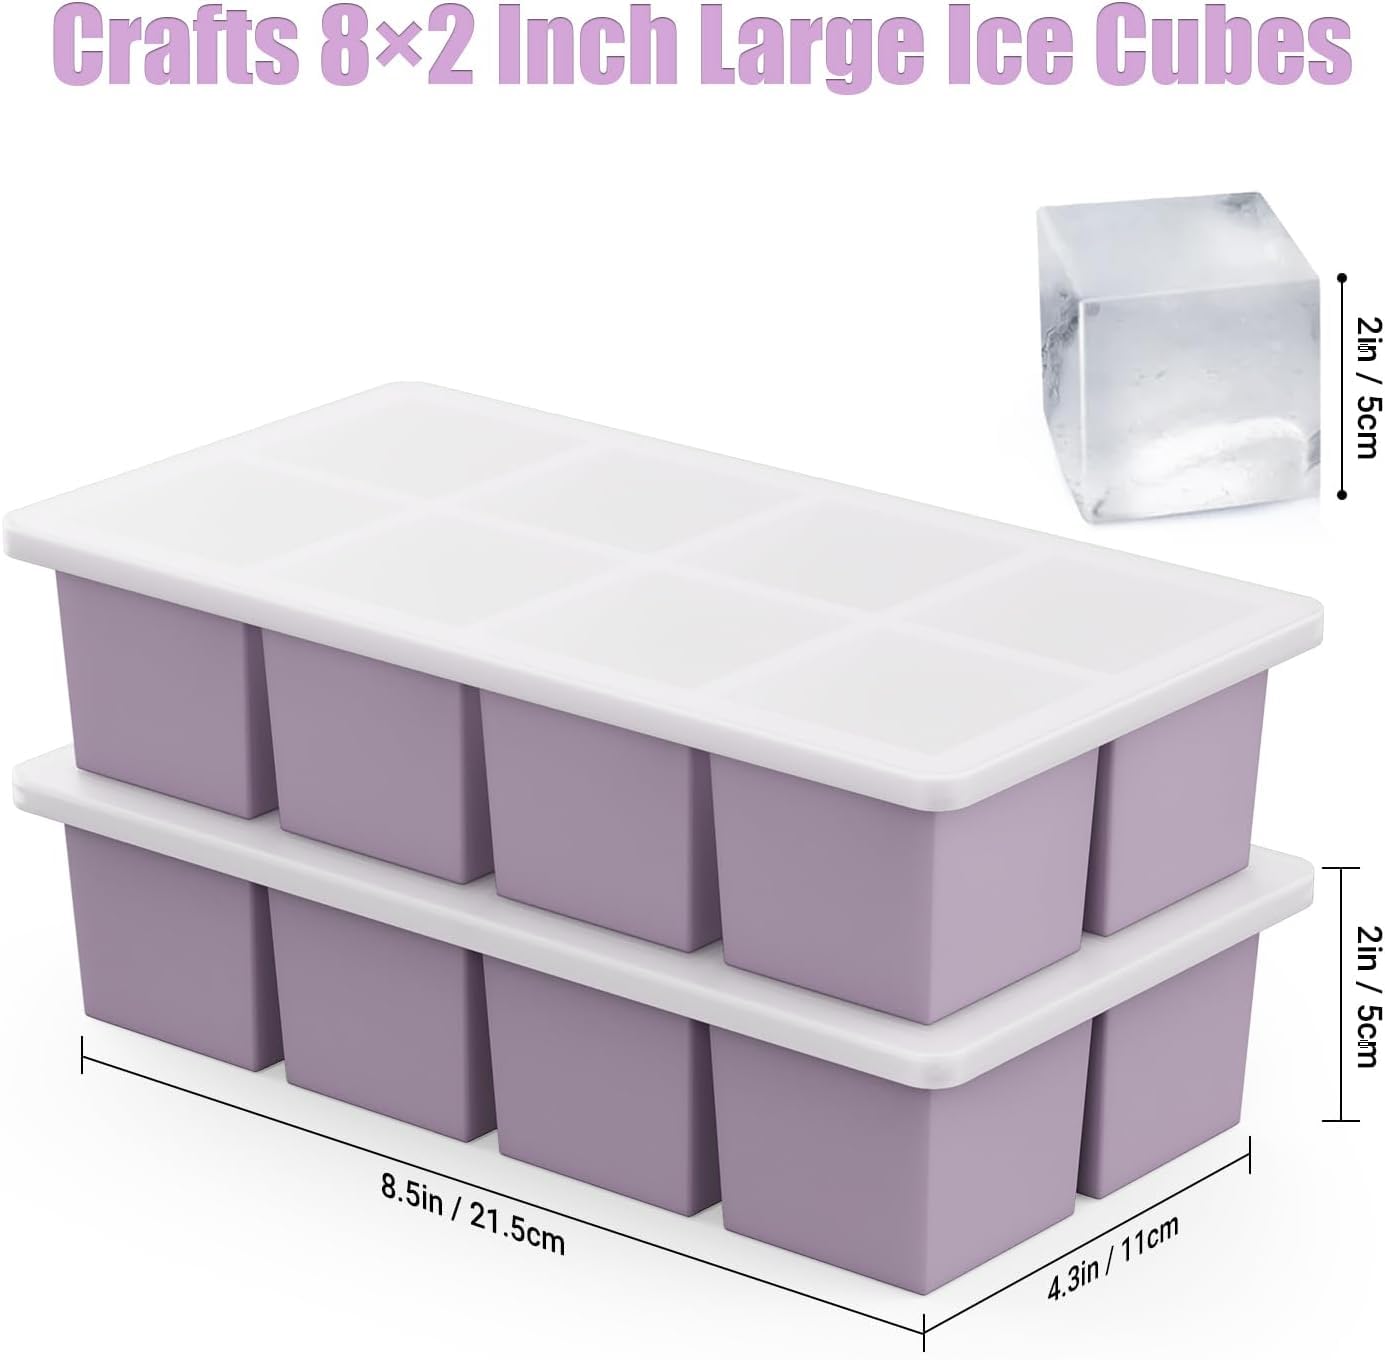 Crafts 8×2 Inch Large Ice Cubes
2in / 5cm
2in / 5cm
8.5in / 21.5cm
4.3in / 11cm